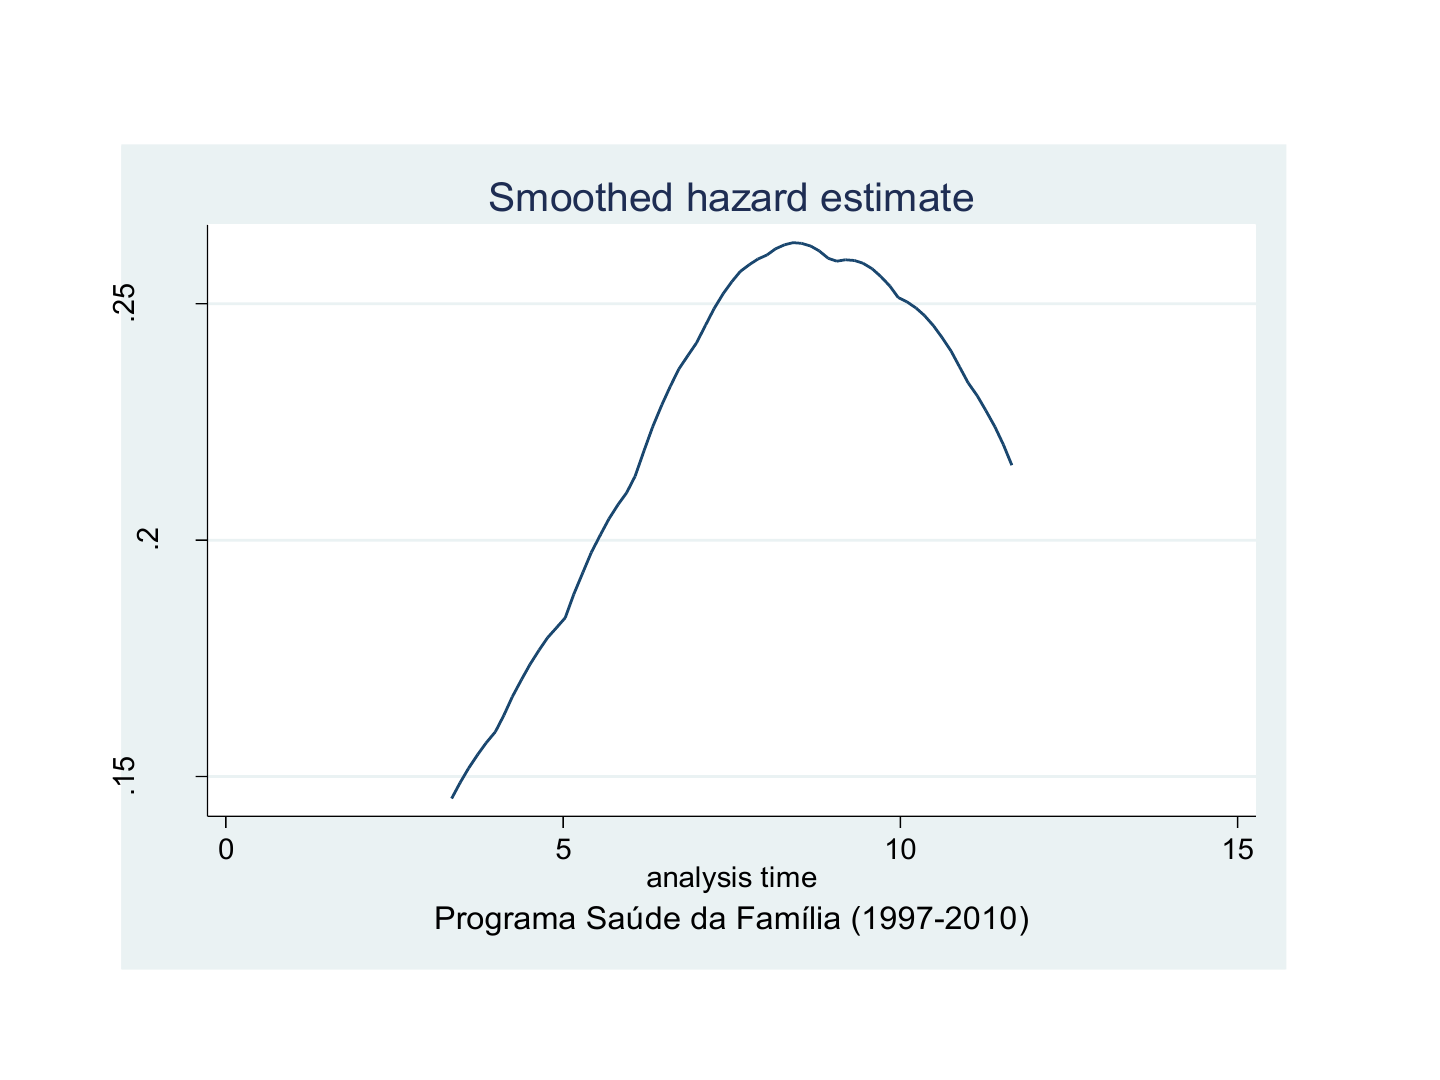 Smoothed hazard estimate
.25
.2
.15
0 5 10 15
analysis time
Programa Saúde da Família (1997-2010)